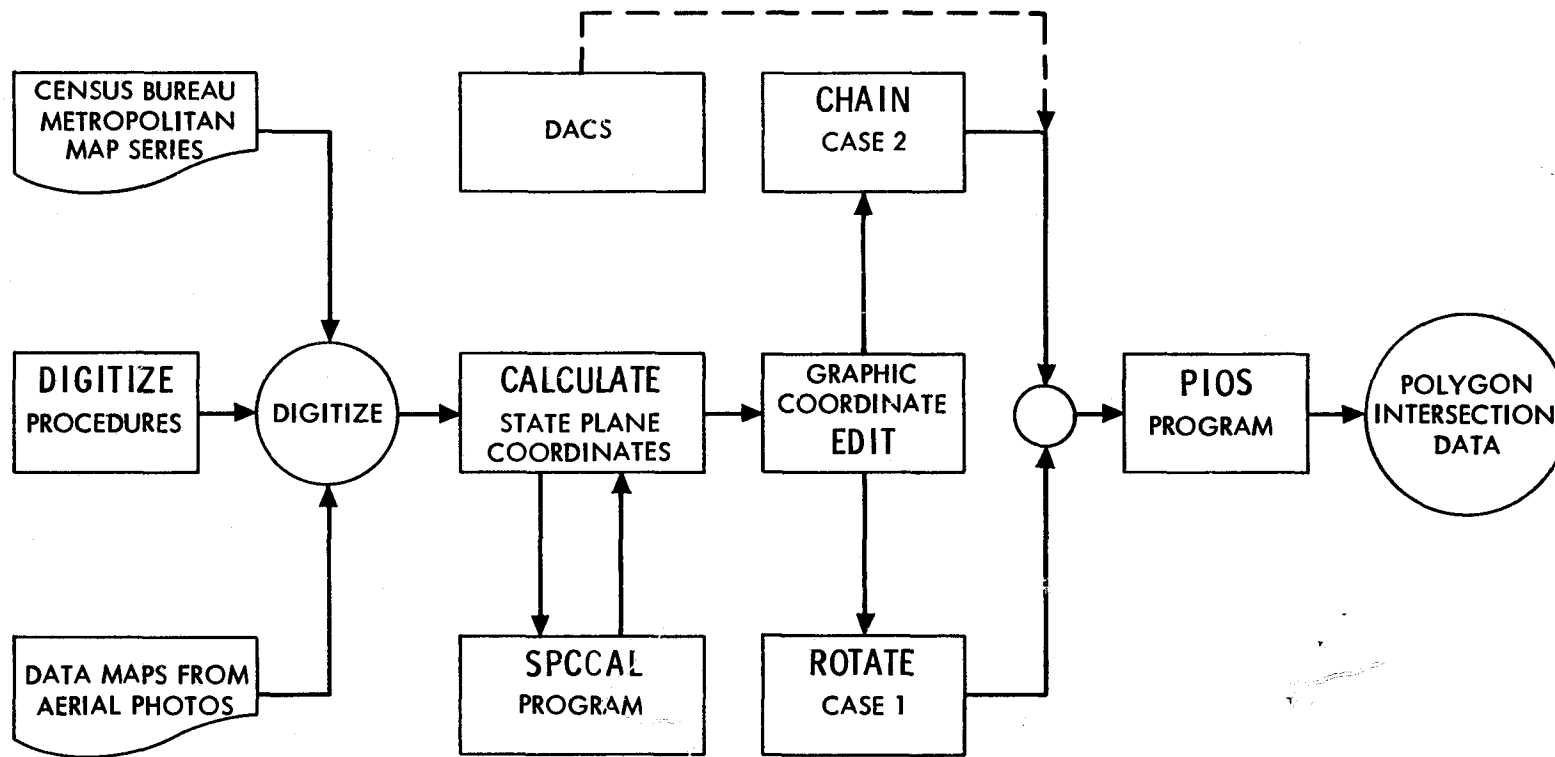 CENSUS BUREAU
METROPOLITAN
MAP SERIES
DACS
CHAIN
CASE 2
DIGITIZE
PROCEDURES
DIGITIZE
CALCULATE
STATE PLANE
COORDINATES
GRAPHIC
COORDINATE
EDIT
PIOS
PROGRAM
POLYGON
INTERSECTION
DATA
DATA MAPS FROM
AERIAL PHOTOS
SPCCAL
PROGRAM
ROTATE
CASE 1